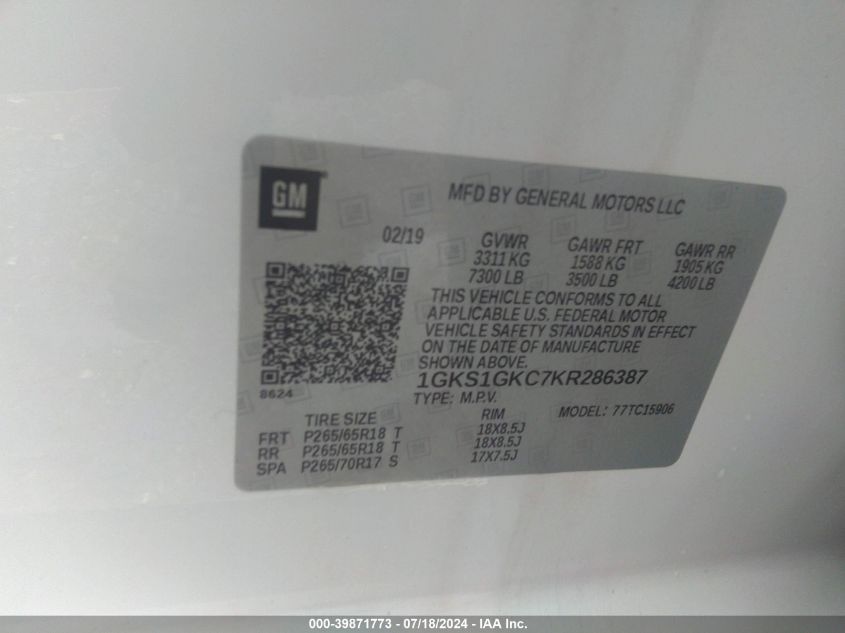 GM
MFD BY GENERAL MOTORS LLC
02/19
GVWR GAWR FRT GAWR RR
3311 KG 1588 KG 1905 KG
7300 LB 3500 LB 4200 LB
THIS VEHICLE CONFORMS TO ALL
APPLICABLE U.S. FEDERAL MOTOR
VEHICLE SAFETY STANDARDS IN EFFECT
ON THE DATE OF MANUFACTURE
SHOWN ABOVE.
1GKS1GKC7KR286387
8624
TYPE: M.P.V. MODEL: 77TC15906
TIRE SIZE RIM
FRT P265/65R18 T 18X8.5J
RR P265/65R18 T 18X8.5J
SPA P265/70R17 S 17X7.5J
000-39871773 - 07/18/2024 - IAA Inc.